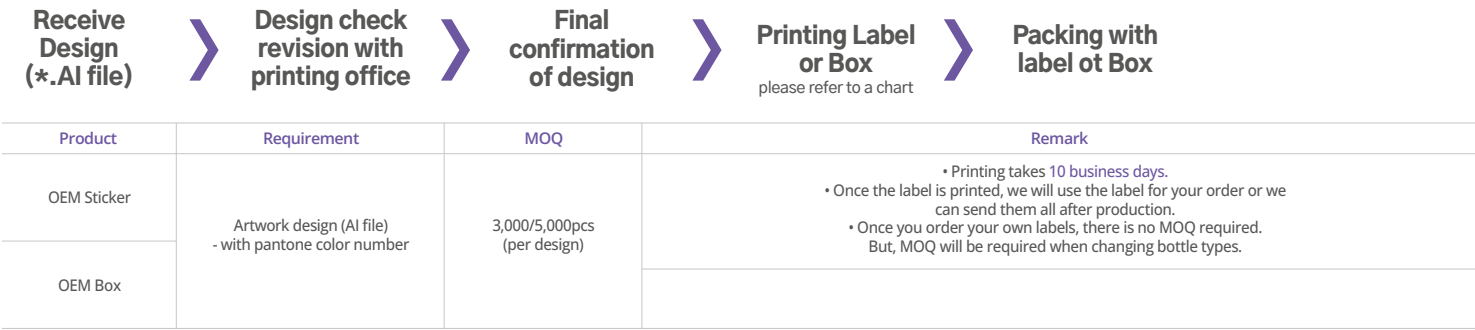 Receive
Design
(*.AI file)
Design check
revision with
printing office
Final
confirmation
of design
Printing Label
or Box
please refer to a chart
Packing with
label ot Box
Product
Requirement
MOQ
Remark
OEM Sticker
Artwork design (AI file)
- with pantone color number
3,000/5,000pcs
(per design)
• Printing takes 10 business days.
• Once the label is printed, we will use the label for your order or we
can send them all after production.
• Once you order your own labels, there is no MOQ required.
But, MOQ will be required when changing bottle types.
OEM Box